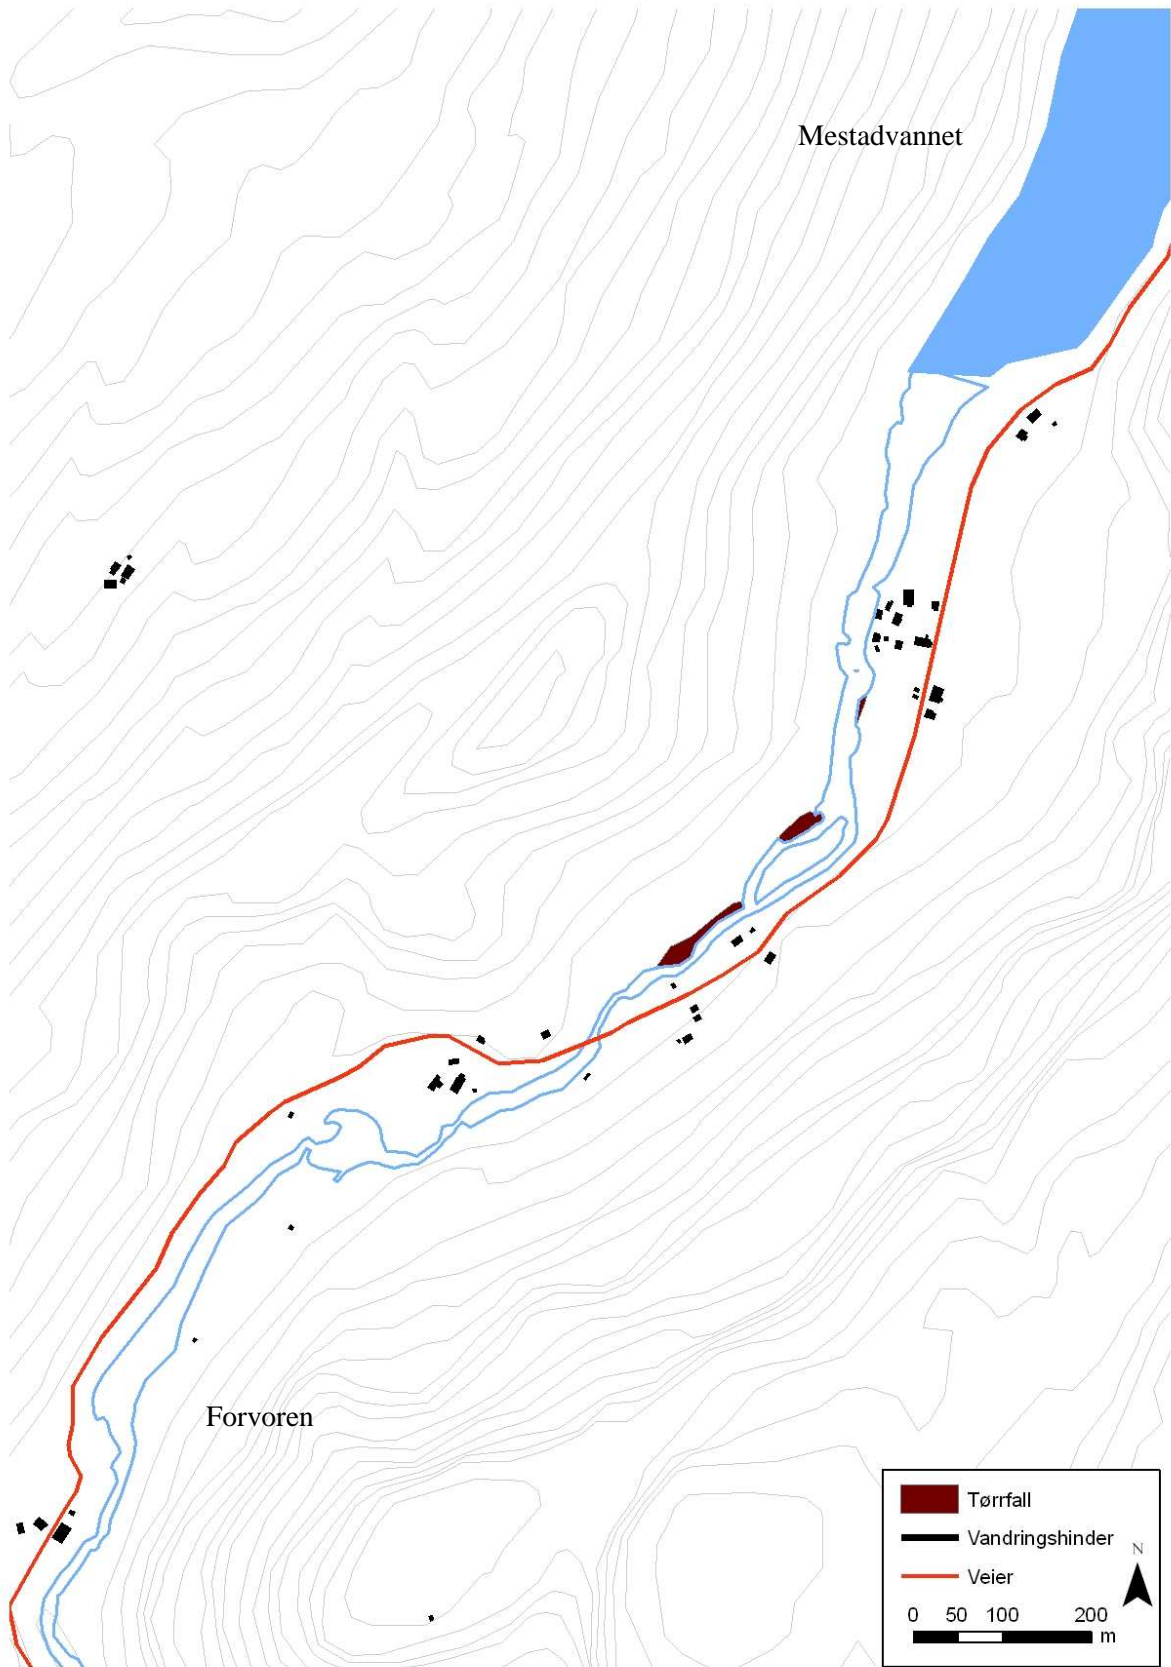 Mestadvannet
Forvoren
Tørrfall
Vandringshinder
N
Veier
0 50 100 200
m